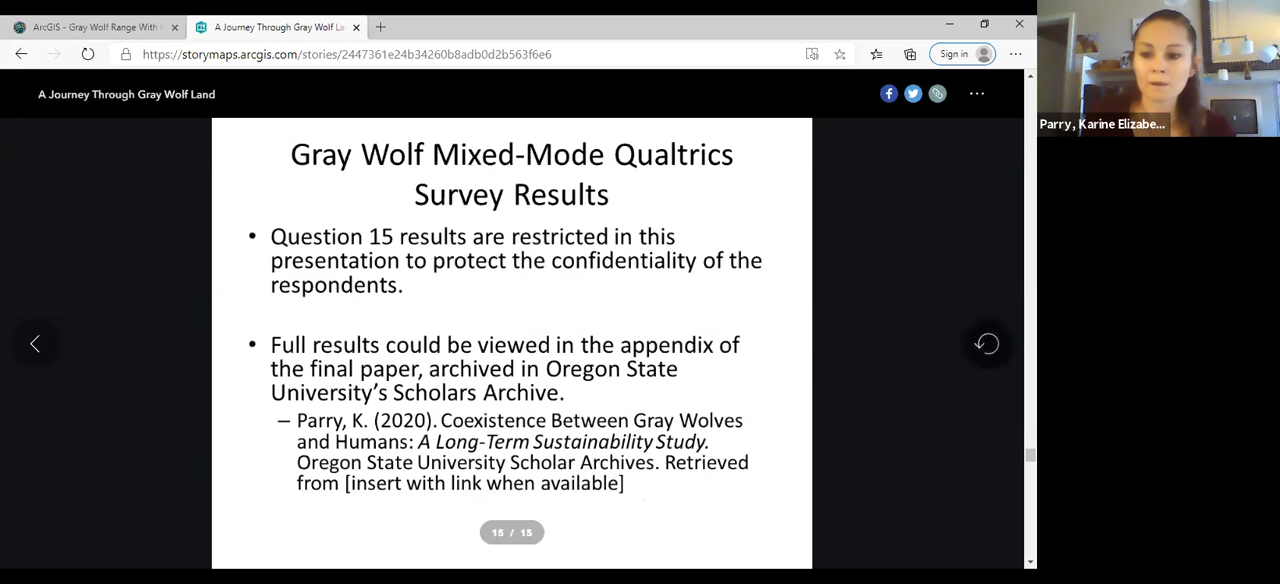 ArcGIS - Gray Wolf Range With
A Journey Through Gray Wolf La
https://storymaps.arcgis.com/stories/2447361e24b34260b8adb0d2b563f6e6
Sign in
A Journey Through Gray Wolf Land
Parry, Karine Elizabe...
Gray Wolf Mixed-Mode Qualtrics
Survey Results
• Question 15 results are restricted in this
presentation to protect the confidentiality of the
respondents.
• Full results could be viewed in the appendix of
the final paper, archived in Oregon State
University's Scholars Archive.
– Parry, K. (2020). Coexistence Between Gray Wolves
and Humans: A Long-Term Sustainability Study.
Oregon State University Scholar Archives. Retrieved
from [insert with link when available]
15 / 15